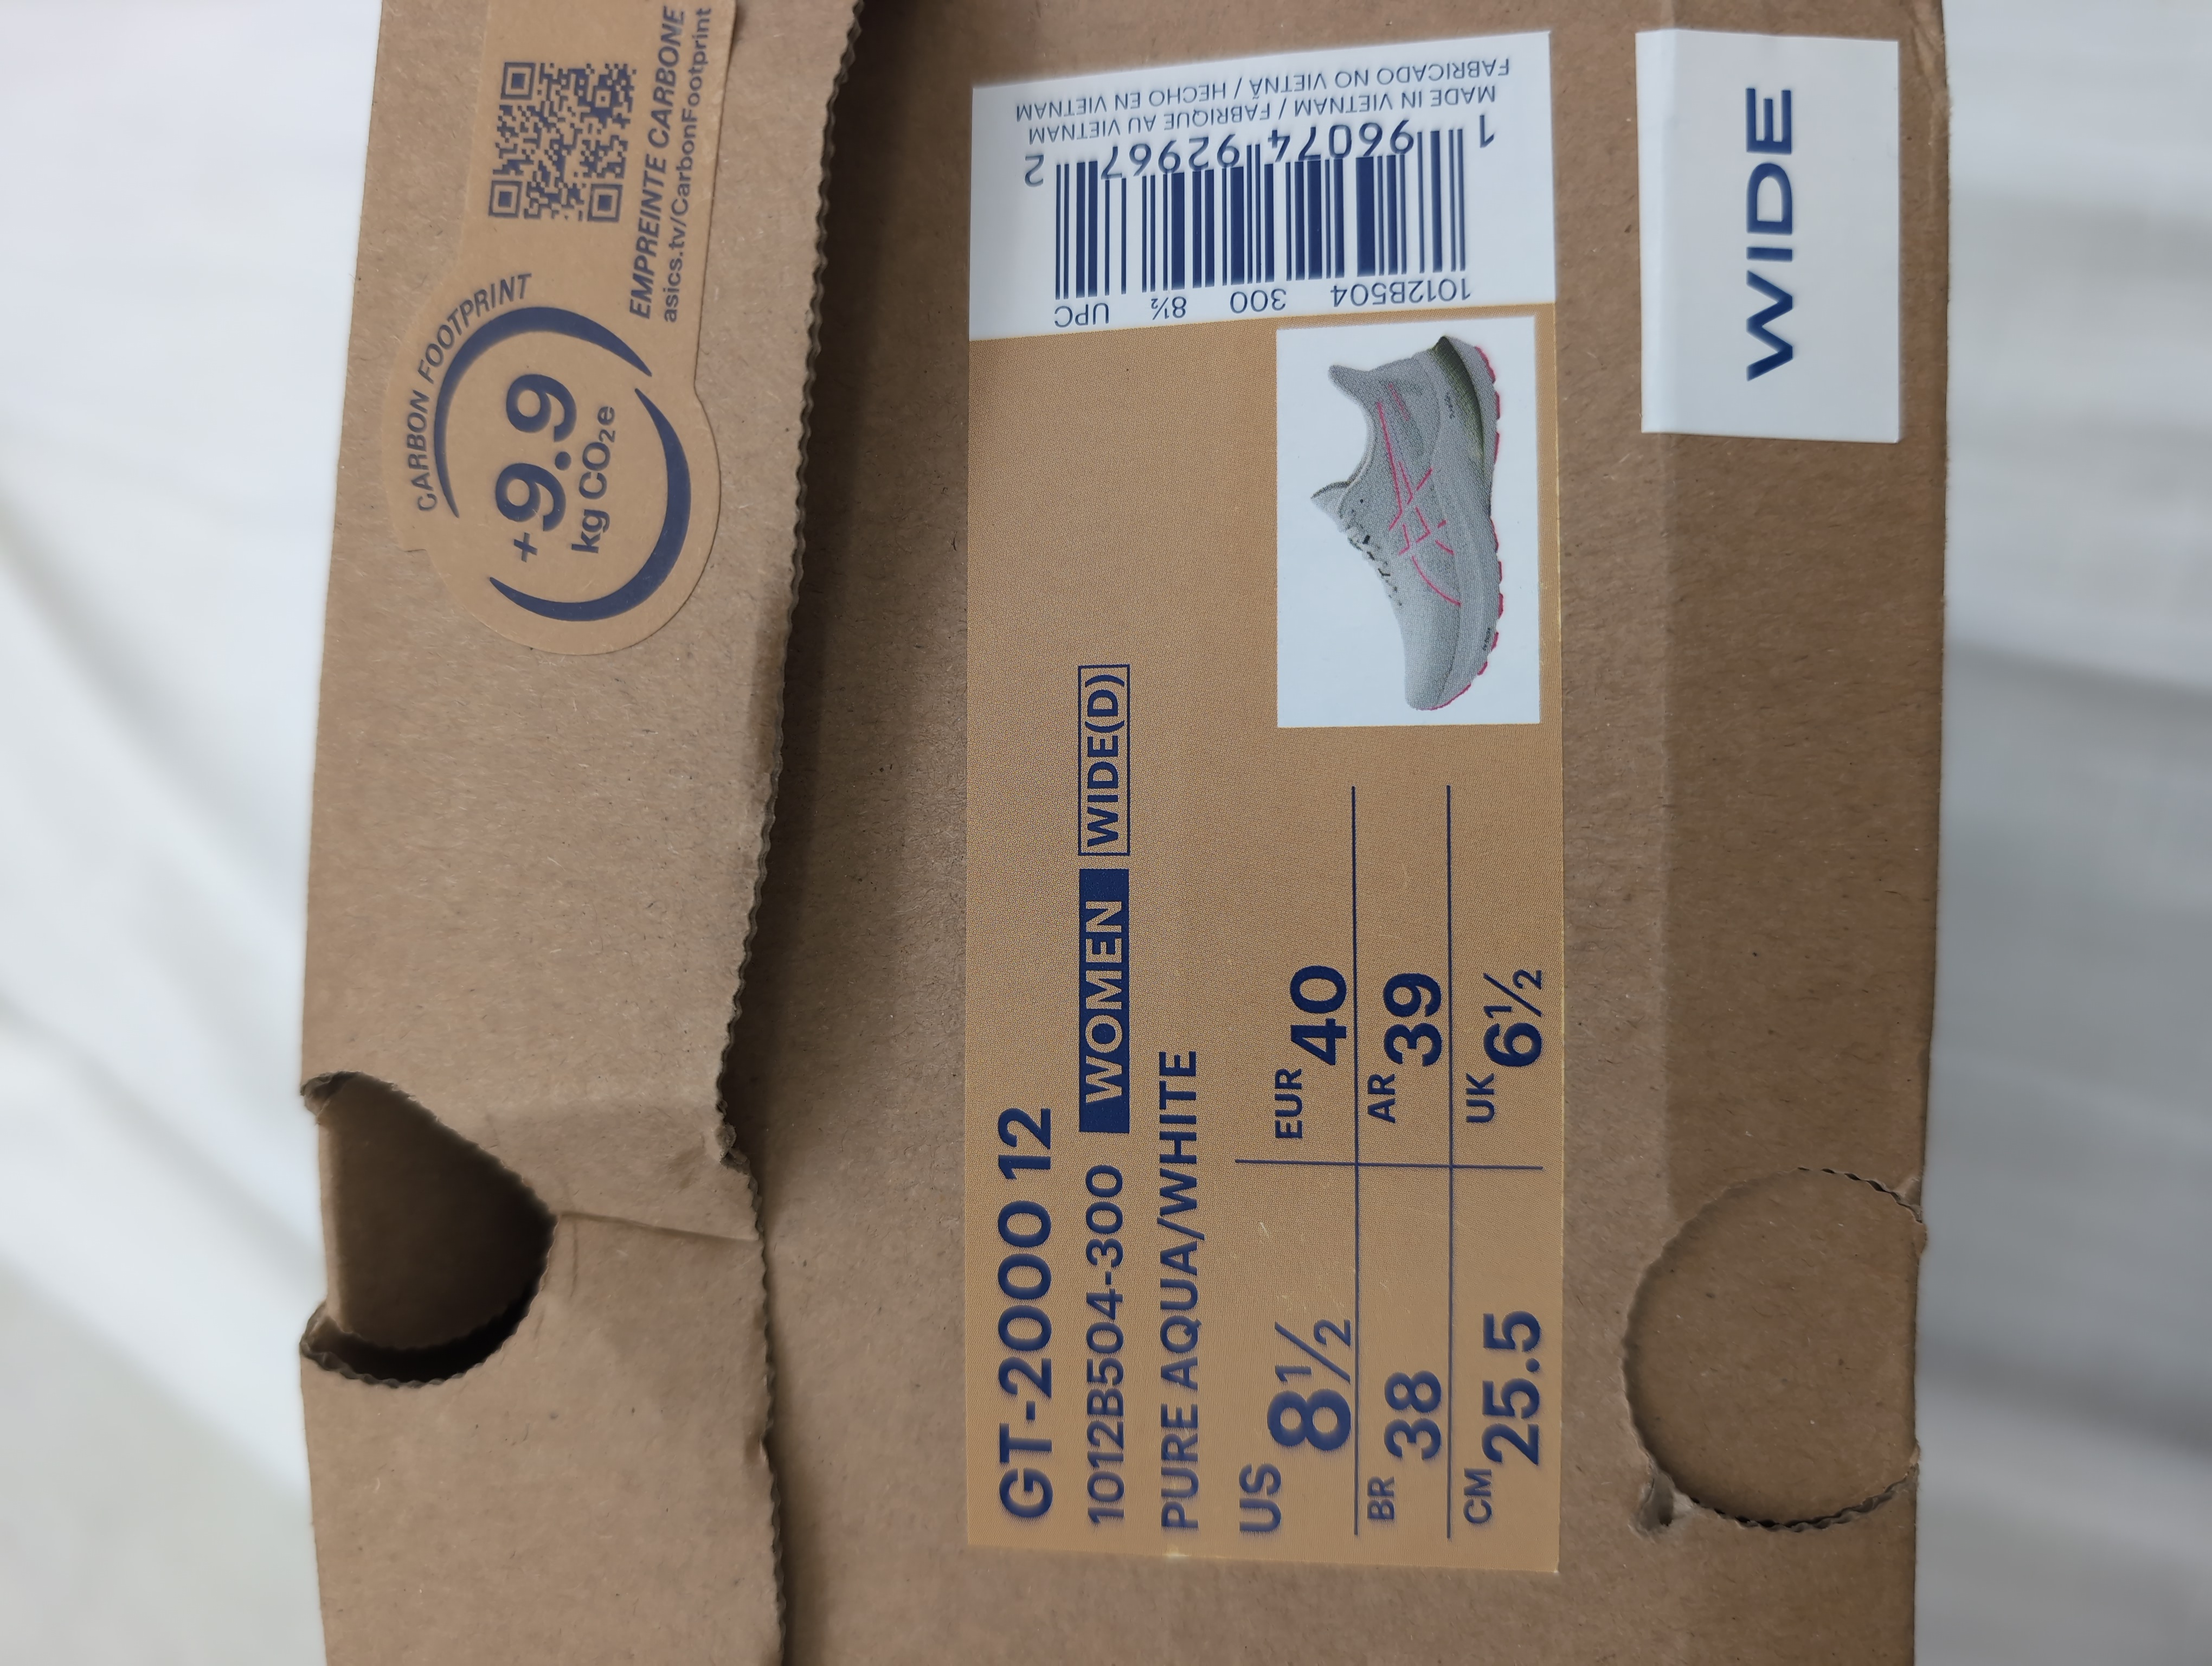 CARBON FOOTPRINT
+9.9
kg CO₂e
EMPREINTE CARBONE
asics.tv/CarbonFootprint
GT-2000 12
1012B504-300 WOMEN WIDE(D)
PURE AQUA/WHITE
US 8½ EUR 40
BR 38 AR 39
CM 25.5 UK 6½
1012B504 300 8½ UPC
1 96074 92967 2
MADE IN VIETNAM / FABRIQUE AU VIETNAM
FABRICADO NO VIETNÃ / HECHO EN VIETNAM
WIDE